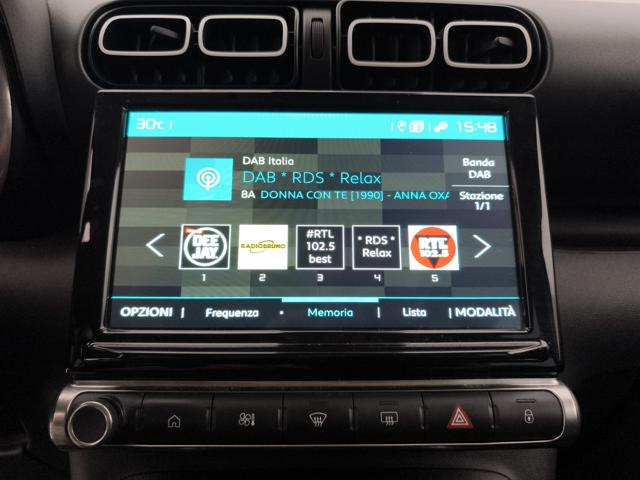 30°C
15:48
DAB Italia
DAB * RDS * Relax
8A DONNA CON TE [1990] - ANNA OXA
Banda
DAB
Stazione
1/1
DEE
JAY
RADIOBRUNO
#RTL
102.5
best
* RDS *
Relax
RTL
102.5
1 2 3 4 5
OPZIONI | Frequenza • Memoria | Lista | MODALITÀ